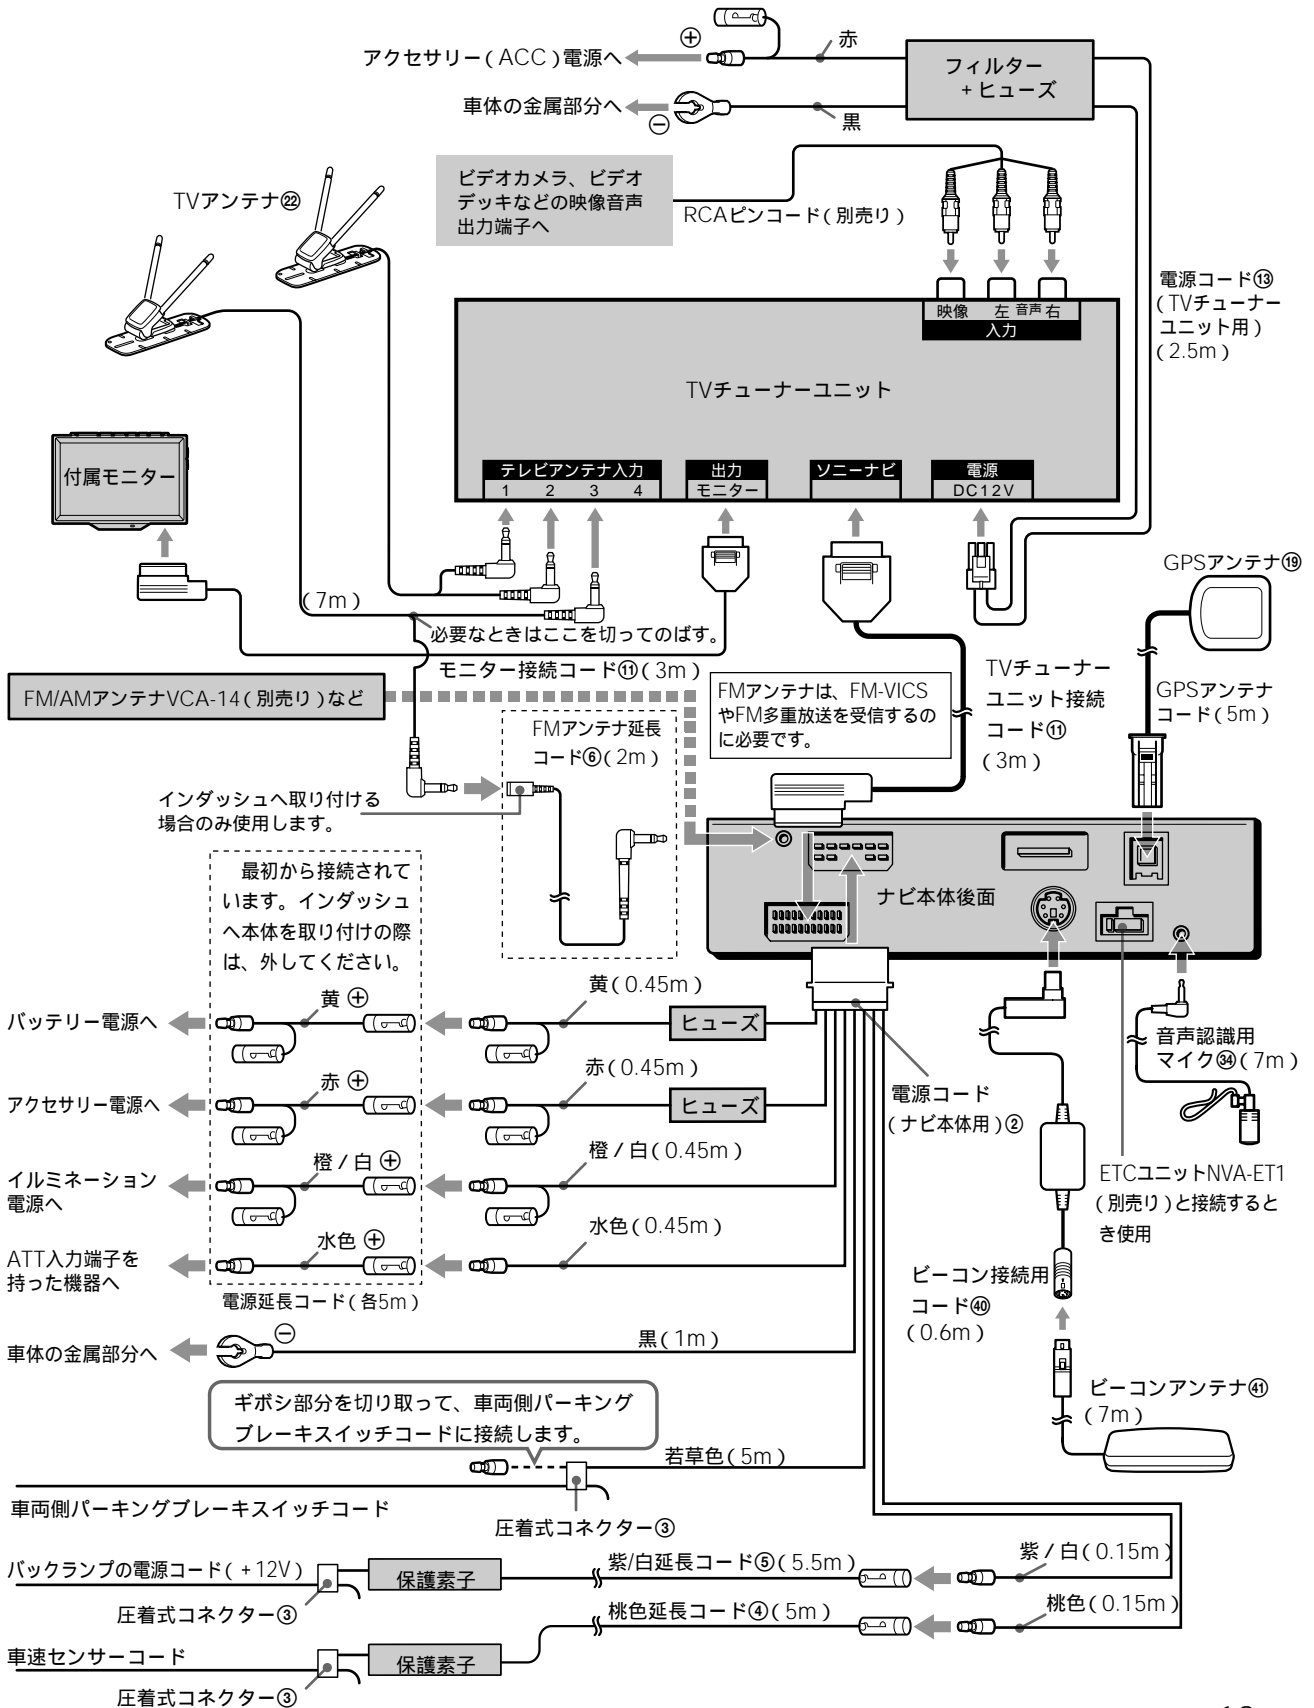 アクセサリー(ACC)電源へ
⊕
赤
フィルター
+ヒューズ
車体の金属部分へ
⊖
黒
ビデオカメラ、ビデオ
デッキなどの映像音声
出力端子へ
RCAピンコード(別売り)
TVアンテナ㉒
電源コード⑬
(TVチューナー
ユニット用)
(2.5m)
映像 左 音声 右
入力
TVチューナーユニット
付属モニター
テレビアンテナ入力
1 2 3 4
出力
モニター
ソニーナビ
電源
DC12V
GPSアンテナ⑲
(7m)
必要なときはここを切ってのばす。
モニター接続コード⑪(3m)
FM/AMアンテナVCA-14(別売り)など
FMアンテナは、FM-VICS
やFM多重放送を受信するの
に必要です。
TVチューナー
ユニット接続
コード⑪
(3m)
GPSアンテナ
コード(5m)
FMアンテナ延長
コード⑥(2m)
インダッシュへ取り付ける
場合のみ使用します。
最初から接続されて
います。インダッシュ
へ本体を取り付けの際
は、外してください。
ナビ本体後面
バッテリー電源へ
黄 ⊕
黄(0.45m)
ヒューズ
アクセサリー電源へ
赤 ⊕
赤(0.45m)
ヒューズ
イルミネーション
電源へ
橙/白 ⊕
橙/白(0.45m)
ATT入力端子を
持った機器へ
水色 ⊕
水色(0.45m)
電源延長コード(各5m)
電源コード
(ナビ本体用)②
音声認識用
マイク㉞(7m)
ETCユニットNVA-ET1
(別売り)と接続すると
き使用
ビーコン接続用
コード㊵
(0.6m)
ビーコンアンテナ㊶
(7m)
車体の金属部分へ
⊖
黒(1m)
ギボシ部分を切り取って、車両側パーキング
ブレーキスイッチコードに接続します。
若草色(5m)
車両側パーキングブレーキスイッチコード
圧着式コネクター③
バックランプの電源コード(+12V)
保護素子
紫/白延長コード⑤(5.5m)
紫/白(0.15m)
圧着式コネクター③
桃色延長コード④(5m)
桃色(0.15m)
車速センサーコード
保護素子
圧着式コネクター③